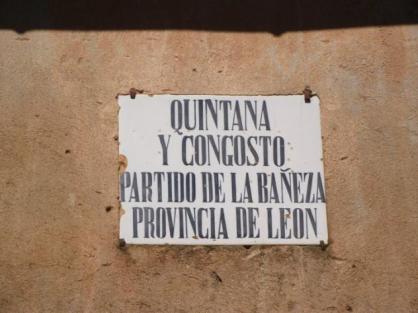 QUINTANA
Y CONGOSTO
PARTIDO DE LA BAÑEZA
PROVINCIA DE LEON